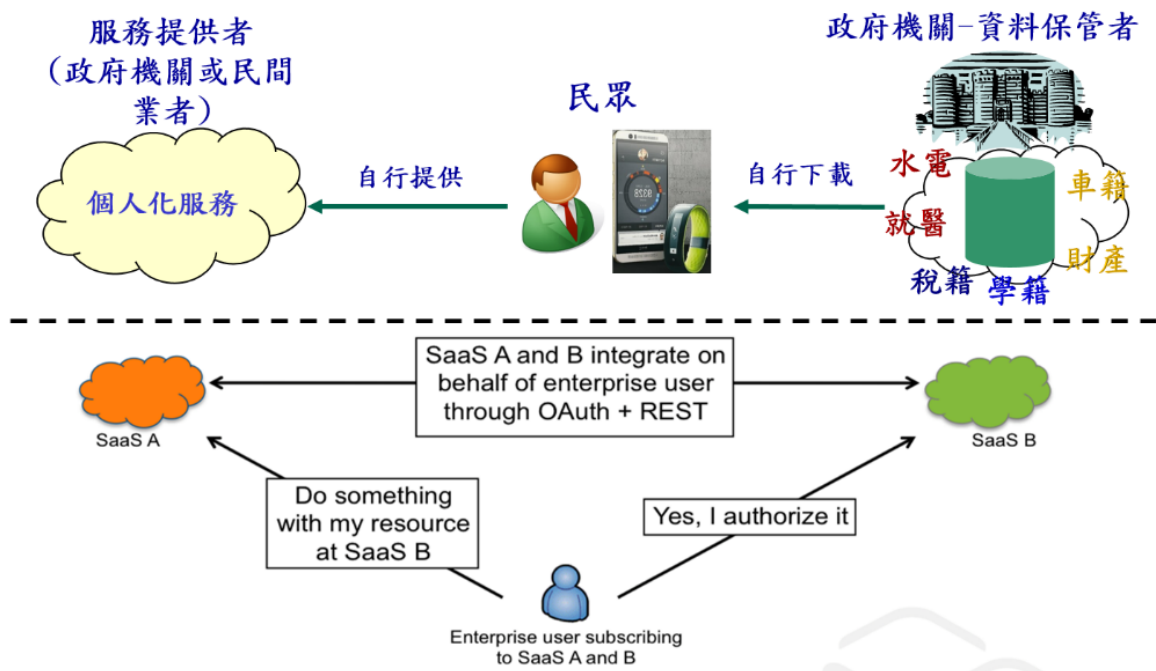 服務提供者
(政府機關或民間
業者)
民眾
政府機關-資料保管者
個人化服務
自行提供
自行下載
水電
車籍
就醫
財產
稅籍
學籍
SaaS A and B integrate on
behalf of enterprise user
through OAuth + REST
SaaS A
SaaS B
Do something
with my resource
at SaaS B
Yes, I authorize it
Enterprise user subscribing
to SaaS A and B